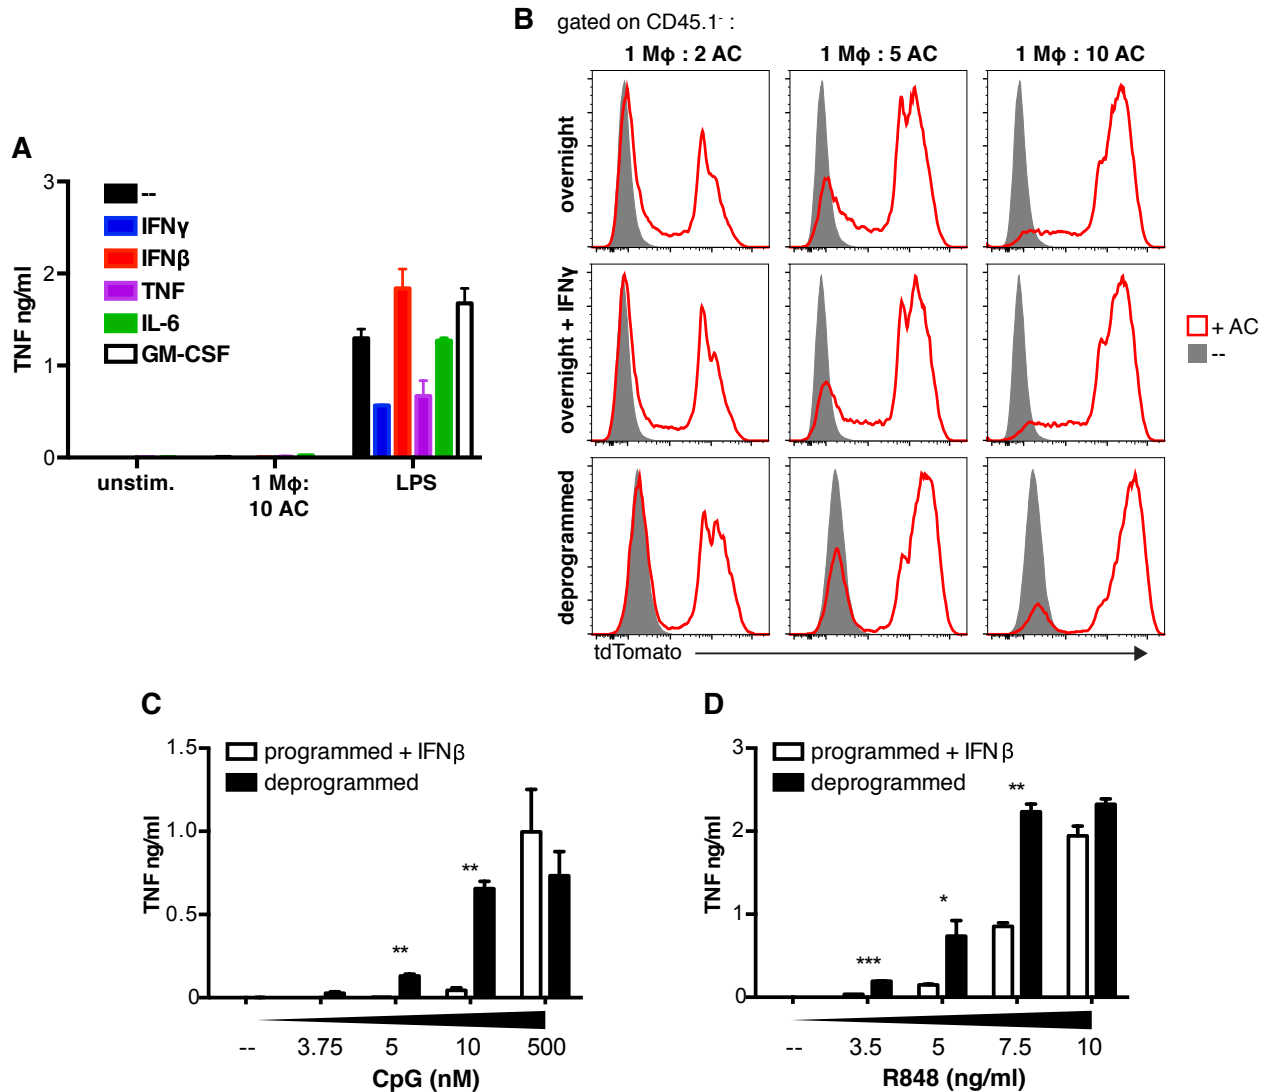 A
TNF ng/ml
3
2
1
0
--
IFNγ
IFNβ
TNF
IL-6
GM-CSF
unstim.
1 Mφ:
10 AC
LPS
B
gated on CD45.1- :
1 Mφ : 2 AC
1 Mφ : 5 AC
1 Mφ : 10 AC
overnight
overnight + IFNγ
deprogrammed
tdTomato
+ AC
--
C
TNF ng/ml
1.5
1.0
0.5
0
programmed + IFNβ
deprogrammed
**
**
-- 3.75 5 10 500
CpG (nM)
D
TNF ng/ml
3
2
1
0
programmed + IFNβ
deprogrammed
***
*
**
-- 3.5 5 7.5 10
R848 (ng/ml)